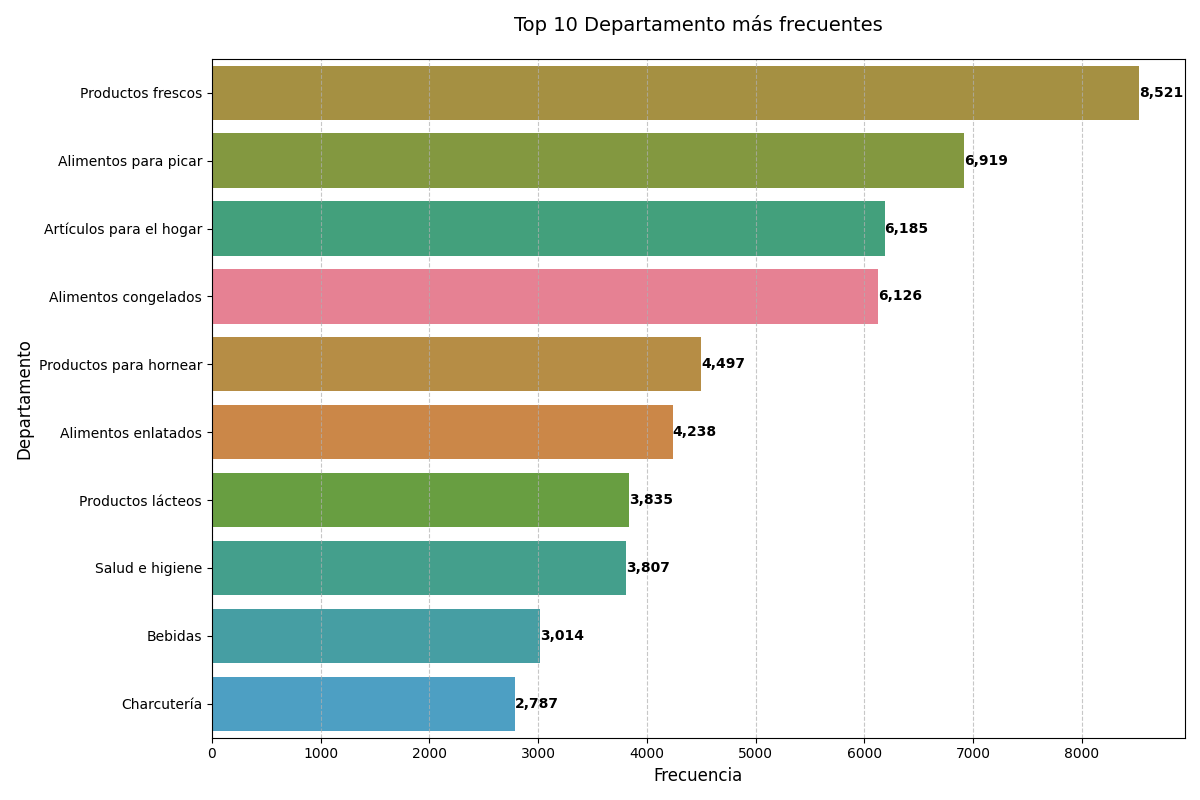 Top 10 Departamento más frecuentes
Departamento
Productos frescos 8,521
Alimentos para picar 6,919
Artículos para el hogar 6,185
Alimentos congelados 6,126
Productos para hornear 4,497
Alimentos enlatados 4,238
Productos lácteos 3,835
Salud e higiene 3,807
Bebidas 3,014
Charcutería 2,787
0 1000 2000 3000 4000 5000 6000 7000 8000
Frecuencia